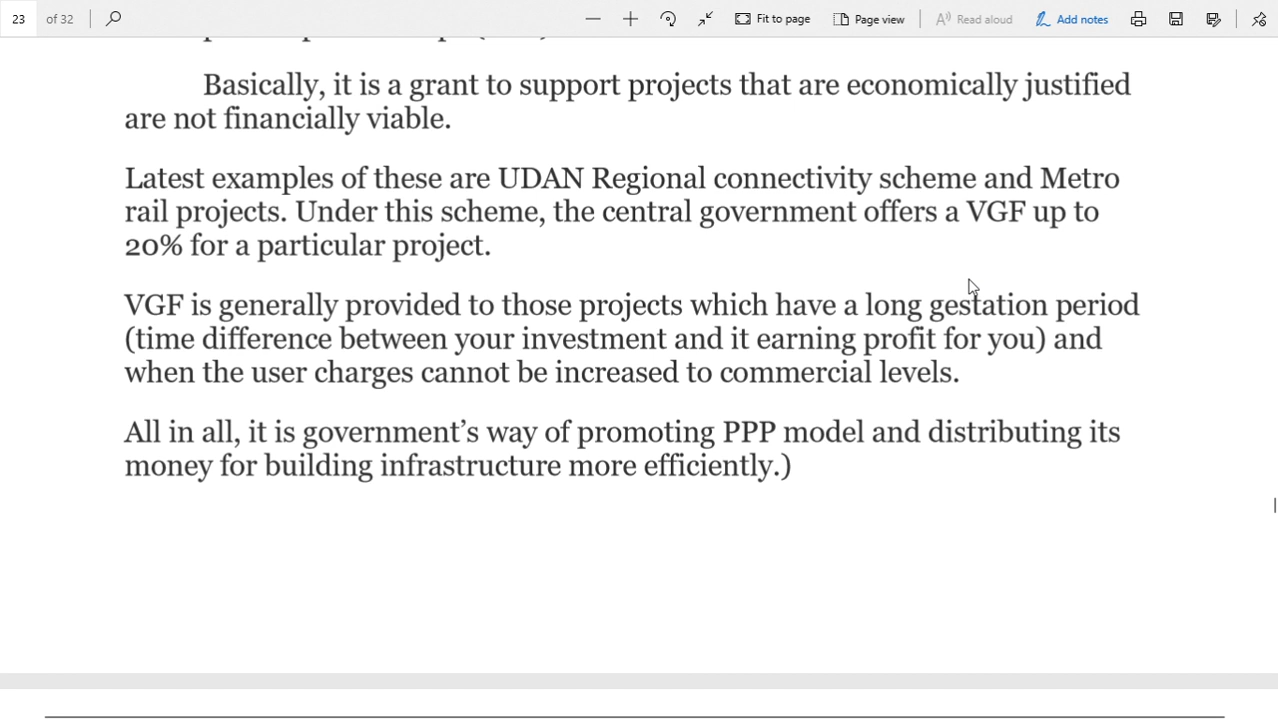 23 of 32 Fit to page Page view Read aloud Add notes
Basically, it is a grant to support projects that are economically justified
are not financially viable.
Latest examples of these are UDAN Regional connectivity scheme and Metro
rail projects. Under this scheme, the central government offers a VGF up to
20% for a particular project.
VGF is generally provided to those projects which have a long gestation period
(time difference between your investment and it earning profit for you) and
when the user charges cannot be increased to commercial levels.
All in all, it is government’s way of promoting PPP model and distributing its
money for building infrastructure more efficiently.)